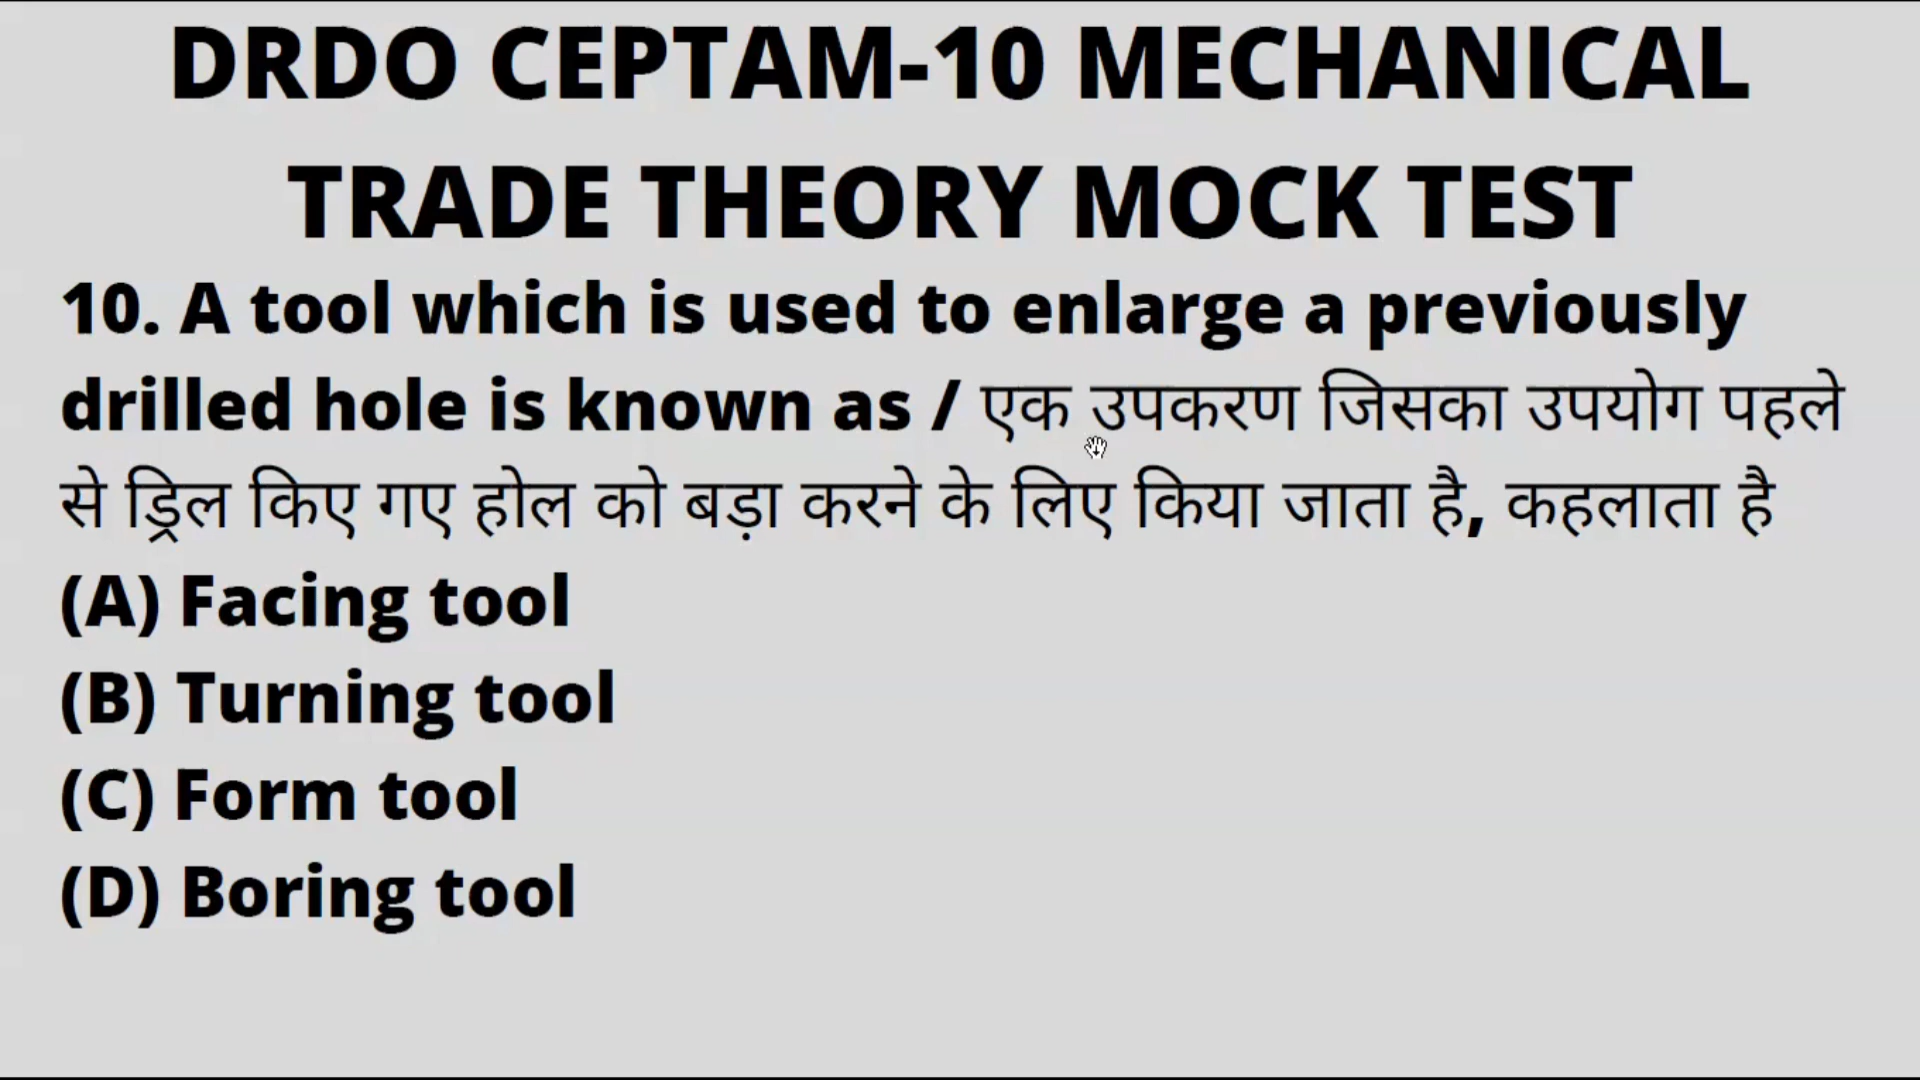 DRDO CEPTAM-10 MECHANICAL
TRADE THEORY MOCK TEST
10. A tool which is used to enlarge a previously
drilled hole is known as / एक उपकरण जिसका उपयोग पहले
से ड्रिल किए गए होल को बड़ा करने के लिए किया जाता है, कहलाता है
(A) Facing tool
(B) Turning tool
(C) Form tool
(D) Boring tool